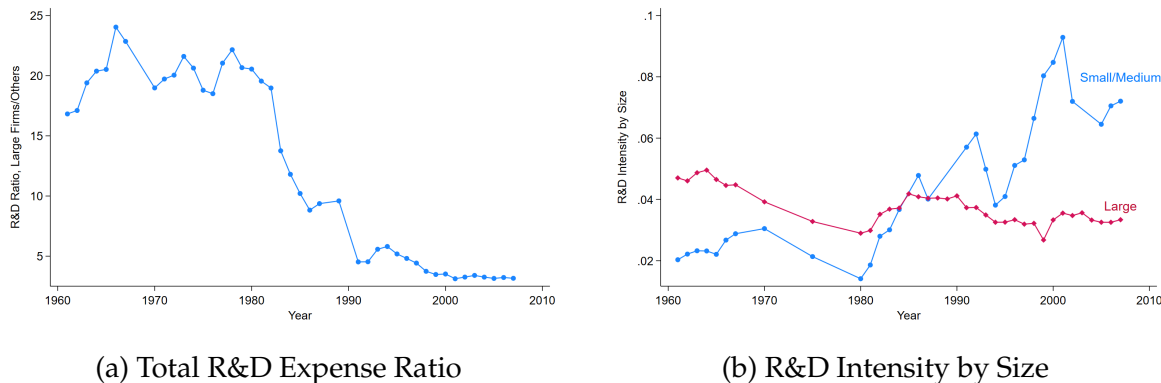 R&D Ratio, Large Firms/Others
25
20
15
10
5
1960 1970 1980 1990 2000 2010
Year
(a) Total R&D Expense Ratio
R&D Intensity by Size
.1
.08
.06
.04
.02
Small/Medium
Large
1960 1970 1980 1990 2000 2010
Year
(b) R&D Intensity by Size